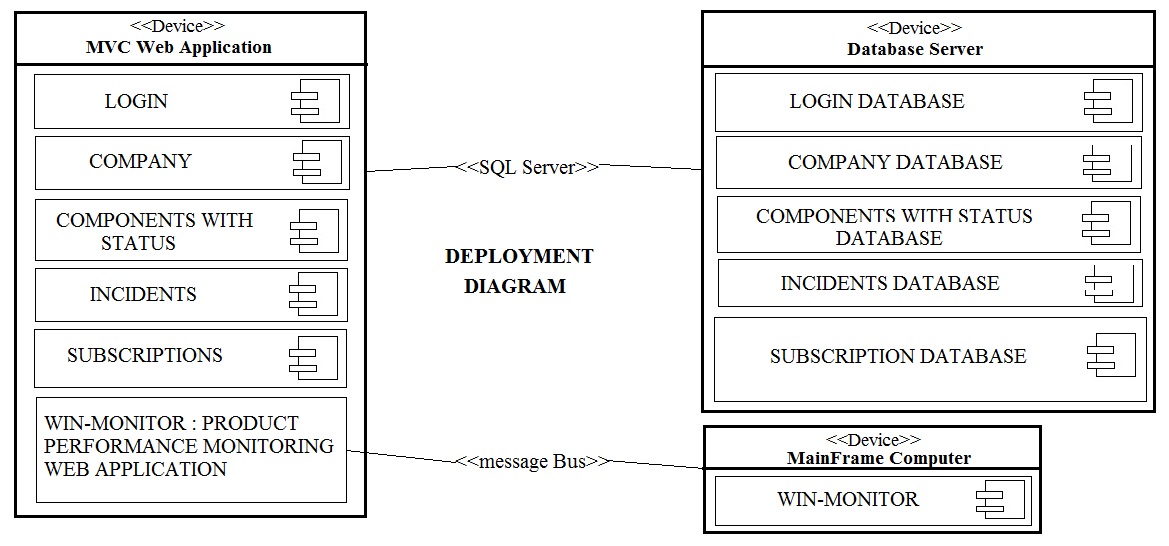 <<Device>>
MVC Web Application
LOGIN
COMPANY
COMPONENTS WITH
STATUS
INCIDENTS
SUBSCRIPTIONS
WIN-MONITOR : PRODUCT
PERFORMANCE MONITORING
WEB APPLICATION
<<SQL Server>>
DEPLOYMENT
DIAGRAM
<<message Bus>>
<<Device>>
Database Server
LOGIN DATABASE
COMPANY DATABASE
COMPONENTS WITH STATUS
DATABASE
INCIDENTS DATABASE
SUBSCRIPTION DATABASE
<<Device>>
MainFrame Computer
WIN-MONITOR